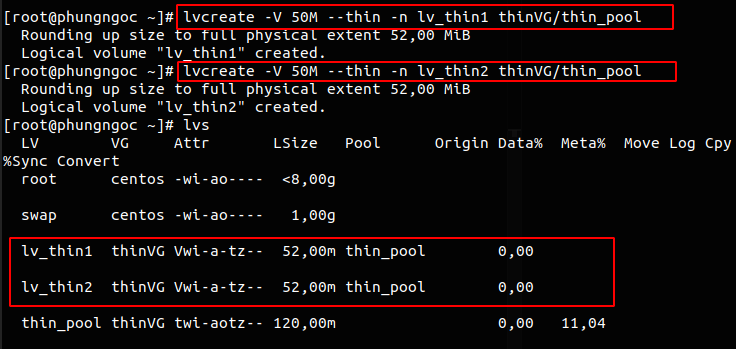 [root@phungngoc ~]# lvcreate -V 50M --thin -n lv_thin1 thinVG/thin_pool
  Rounding up size to full physical extent 52,00 MiB
  Logical volume "lv_thin1" created.
[root@phungngoc ~]# lvcreate -V 50M --thin -n lv_thin2 thinVG/thin_pool
  Rounding up size to full physical extent 52,00 MiB
  Logical volume "lv_thin2" created.
[root@phungngoc ~]# lvs
  LV        VG     Attr       LSize   Pool      Origin Data%  Meta%  Move Log Cpy
%Sync Convert
  root      centos -wi-ao----  <8,00g
  swap      centos -wi-ao----   1,00g
  lv_thin1  thinVG Vwi-a-tz--  52,00m thin_pool        0,00
  lv_thin2  thinVG Vwi-a-tz--  52,00m thin_pool        0,00
  thin_pool thinVG twi-aotz-- 120,00m                  0,00   11,04